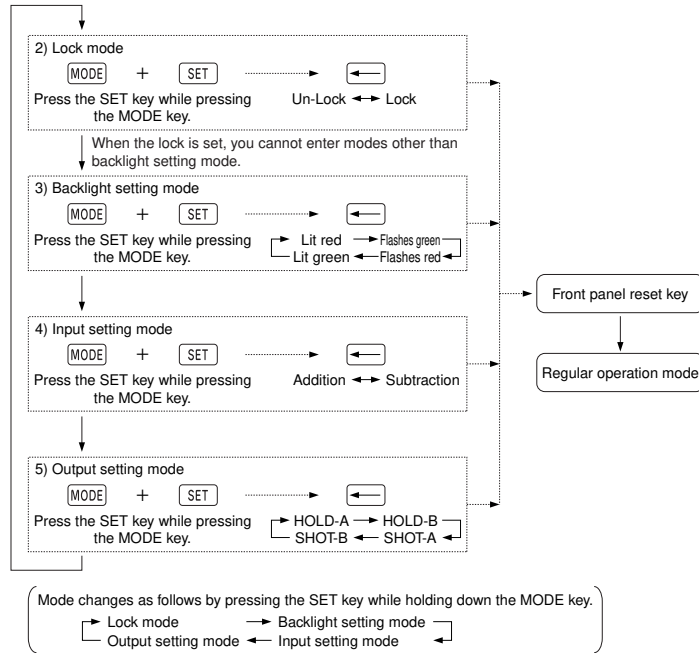 2) Lock mode
MODE + SET ←
Press the SET key while pressing the MODE key.
Un-Lock ↔ Lock
When the lock is set, you cannot enter modes other than
backlight setting mode.
3) Backlight setting mode
MODE + SET ←
Press the SET key while pressing
the MODE key.
Lit red → Flashes green
Lit green ← Flashes red
4) Input setting mode
MODE + SET ←
Press the SET key while pressing
the MODE key.
Addition ↔ Subtraction
5) Output setting mode
MODE + SET ←
Press the SET key while pressing
the MODE key.
HOLD-A → HOLD-B
SHOT-B ← SHOT-A
Front panel reset key
Regular operation mode
Mode changes as follows by pressing the SET key while holding down the MODE key.
Lock mode → Backlight setting mode
Output setting mode ← Input setting mode